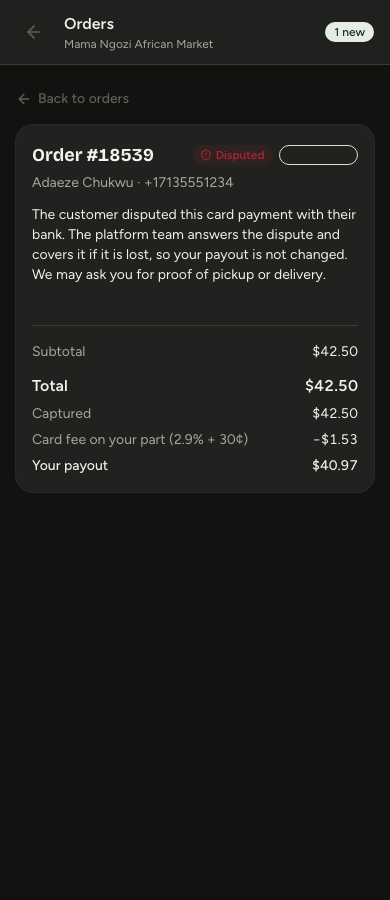 Orders
Mama Ngozi African Market
1 new
Back to orders
Order #18539
Disputed
Adaeze Chukwu · +17135551234
The customer disputed this card payment with their
bank. The platform team answers the dispute and
covers it if it is lost, so your payout is not changed.
We may ask you for proof of pickup or delivery.
Subtotal $42.50
Total $42.50
Captured $42.50
Card fee on your part (2.9% + 30¢) -$1.53
Your payout $40.97